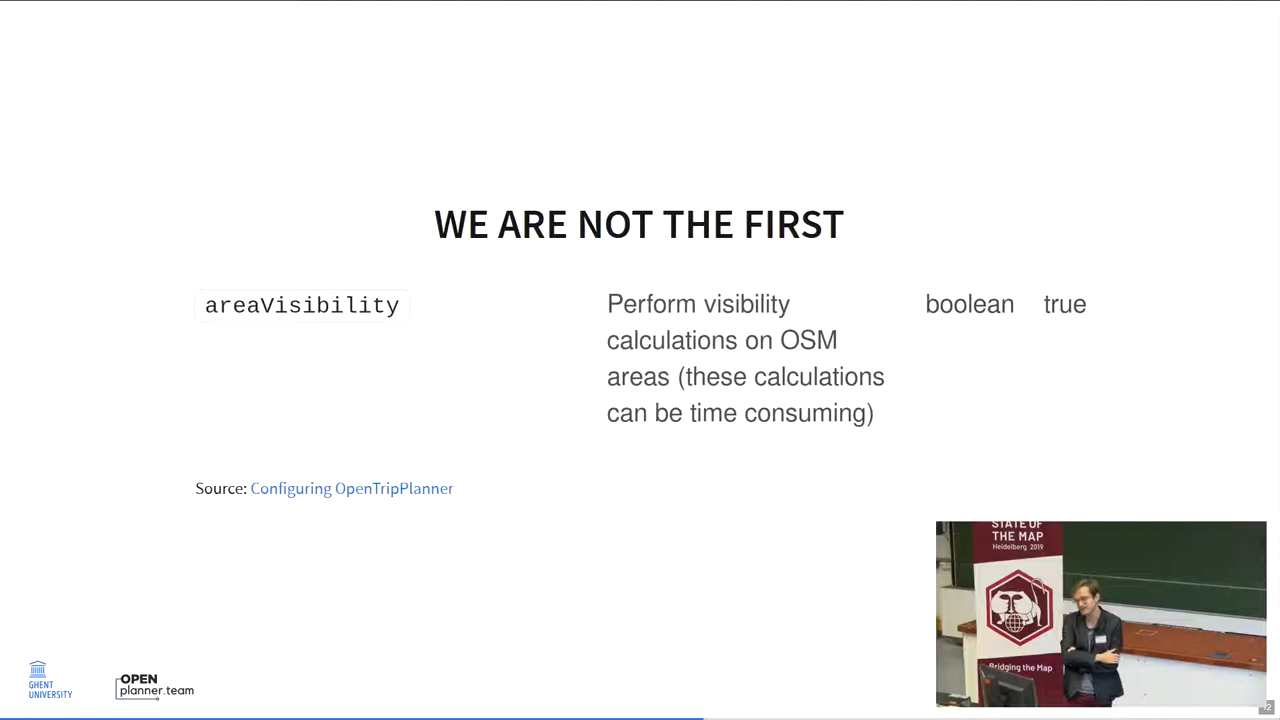 WE ARE NOT THE FIRST
areaVisibility
Perform visibility
calculations on OSM
areas (these calculations
can be time consuming)
boolean
true
Source: Configuring OpenTripPlanner
STATE OF
THE MAP
Heidelberg 2019
Bridging the Map
GHENT
UNIVERSITY
OPEN
planner.team